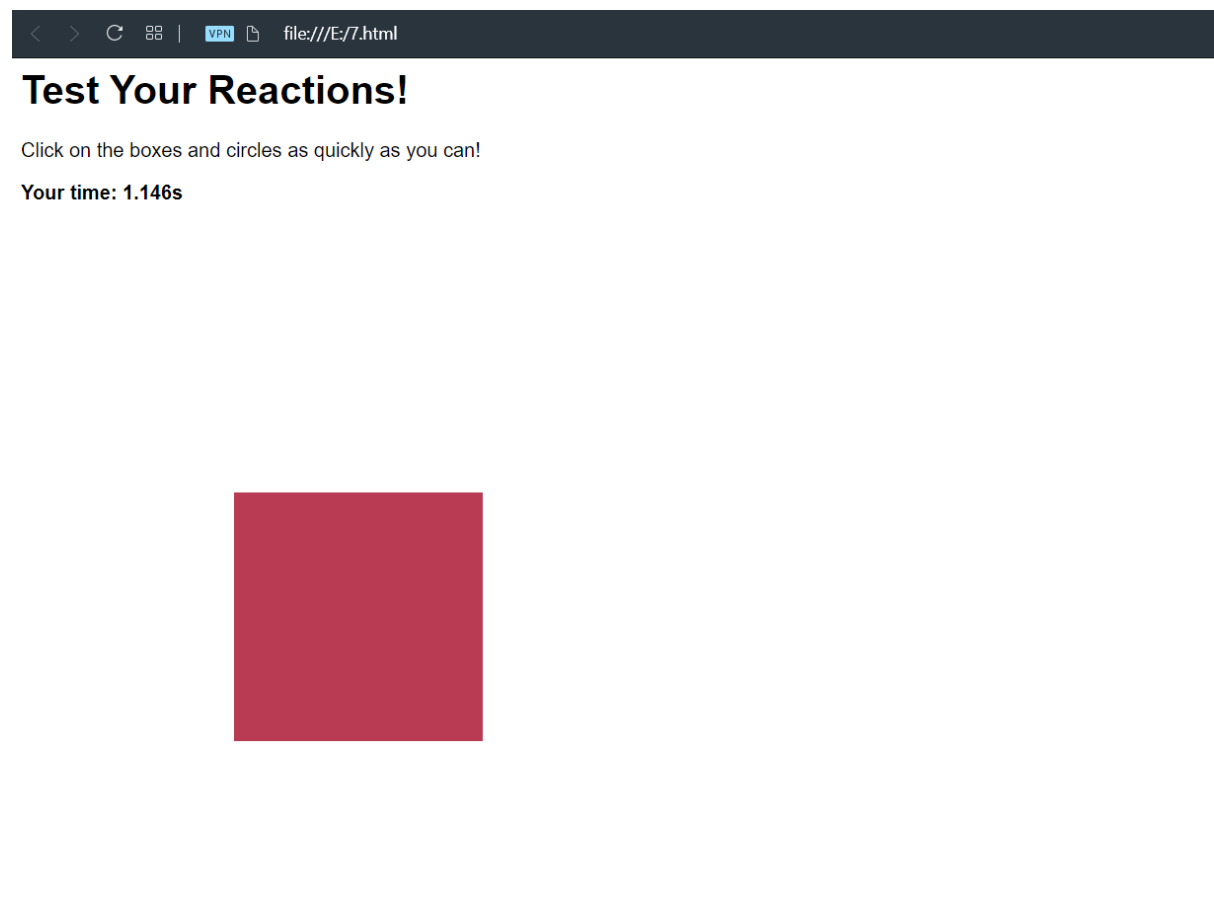 VPN file:///E:/7.html
Test Your Reactions!
Click on the boxes and circles as quickly as you can!
Your time: 1.146s